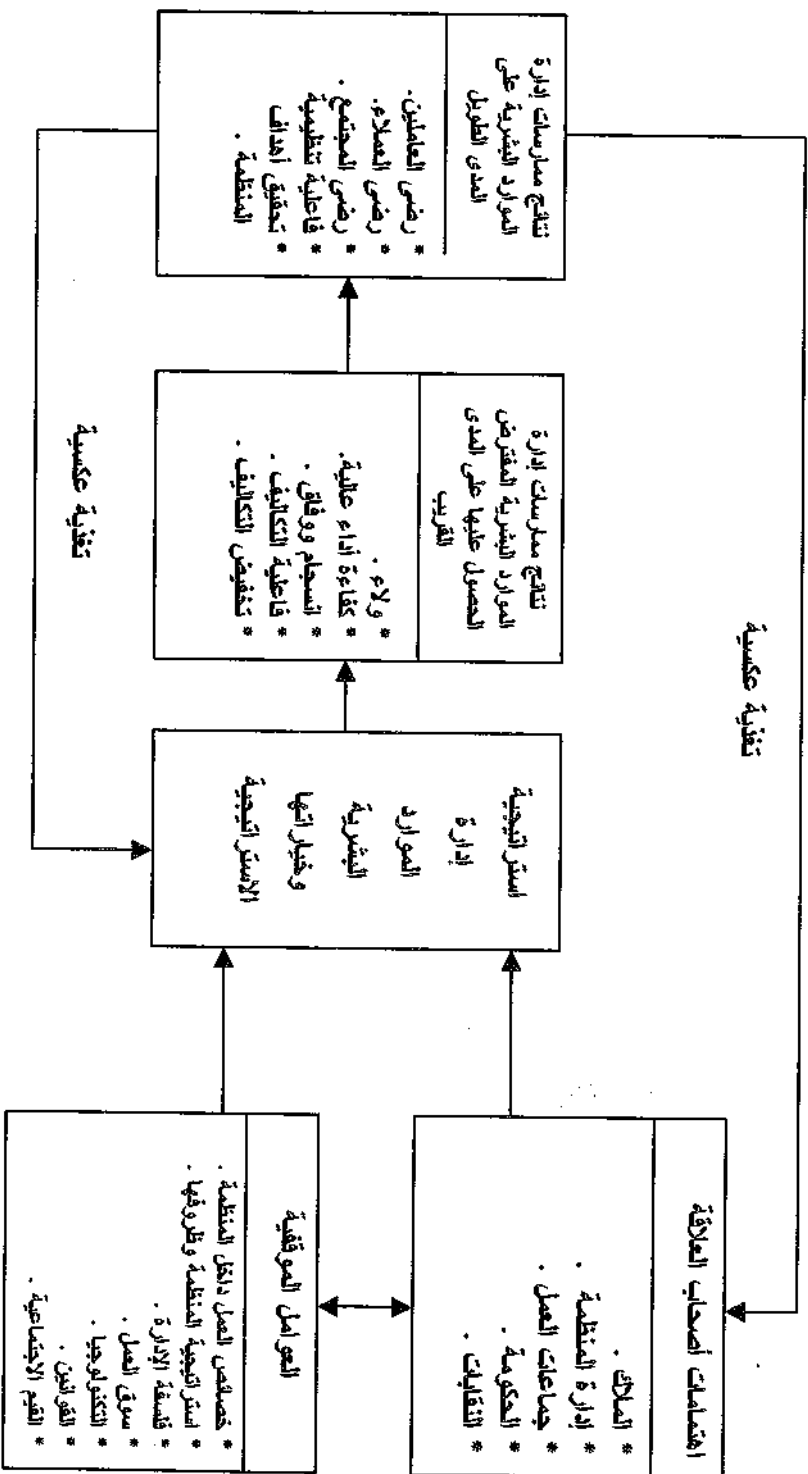 تغذية عكسية
اهتمامات أصحاب العلاقة
* الملاك .
* إدارة المنظمة .
* جماعات العمل .
* الحكومة .
* النقابات .
العوامل الموقفية
* خصائص العمل داخل المنظمة .
* استراتيجية المنظمة وظروفها .
* فلسفة الإدارة .
* سوق العمل .
* التكنولوجيا .
* القوانين .
* القيم الاجتماعية .
استراتيجية
إدارة
الموارد
البشرية
وخياراتها
الاستراتيجية
نتائج ممارسات إدارة
الموارد البشرية المفترض
الحصول عليها على المدى
القريب
* ولاء .
* كفاءة أداء عالية.
* انسجام ووفاق .
* فاعلية التكاليف .
* تخفيض التكاليف .
نتائج ممارسات إدارة
الموارد البشرية على
المدى الطويل
* رضى العاملين.
* رضى العملاء.
* رضى المجتمع .
* فاعلية تنظيمية
* تحقيق أهداف
المنظمة .
تغذية عكسية